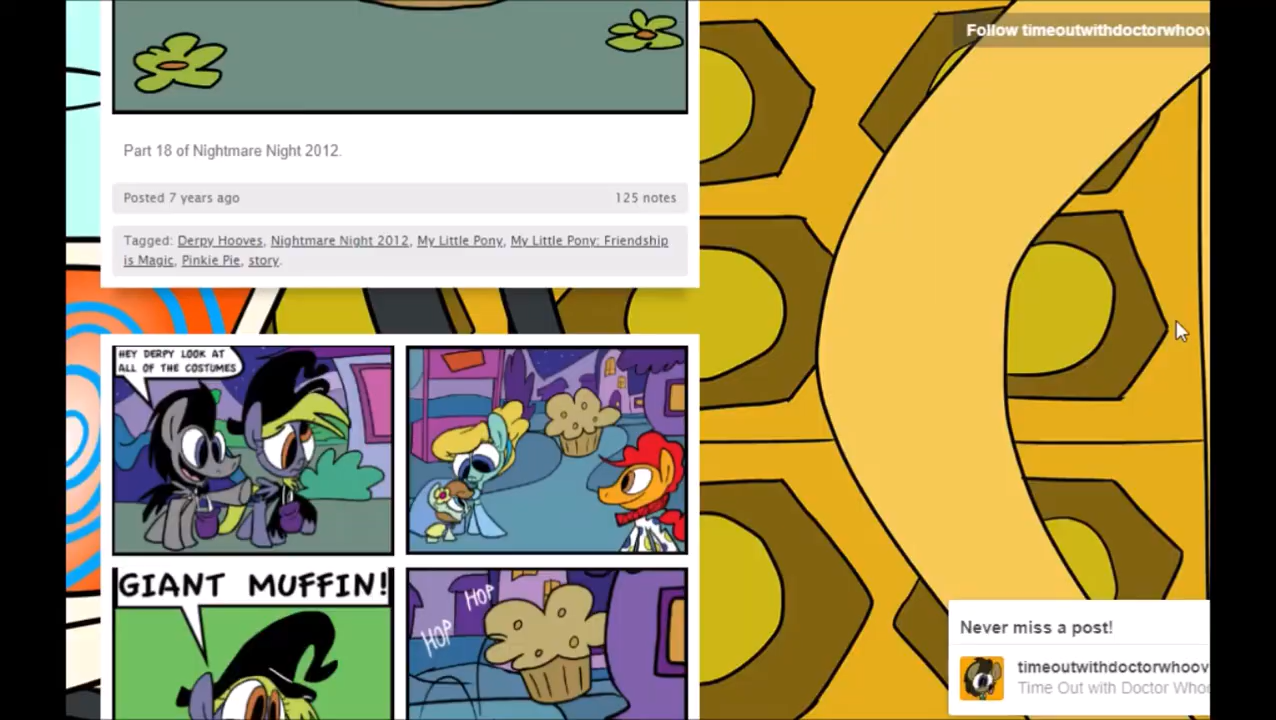 Follow timeoutwithdoctorwhoov
Part 18 of Nightmare Night 2012.
Posted 7 years ago
125 notes
Tagged: Derpy Hooves, Nightmare Night 2012, My Little Pony, My Little Pony: Friendship
is Magic, Pinkie Pie, story.
HEY DERPY LOOK AT
ALL OF THE COSTUMES
GIANT MUFFIN!
HOP
HOP
Never miss a post!
timeoutwithdoctorwhoov
Time Out with Doctor Whoo